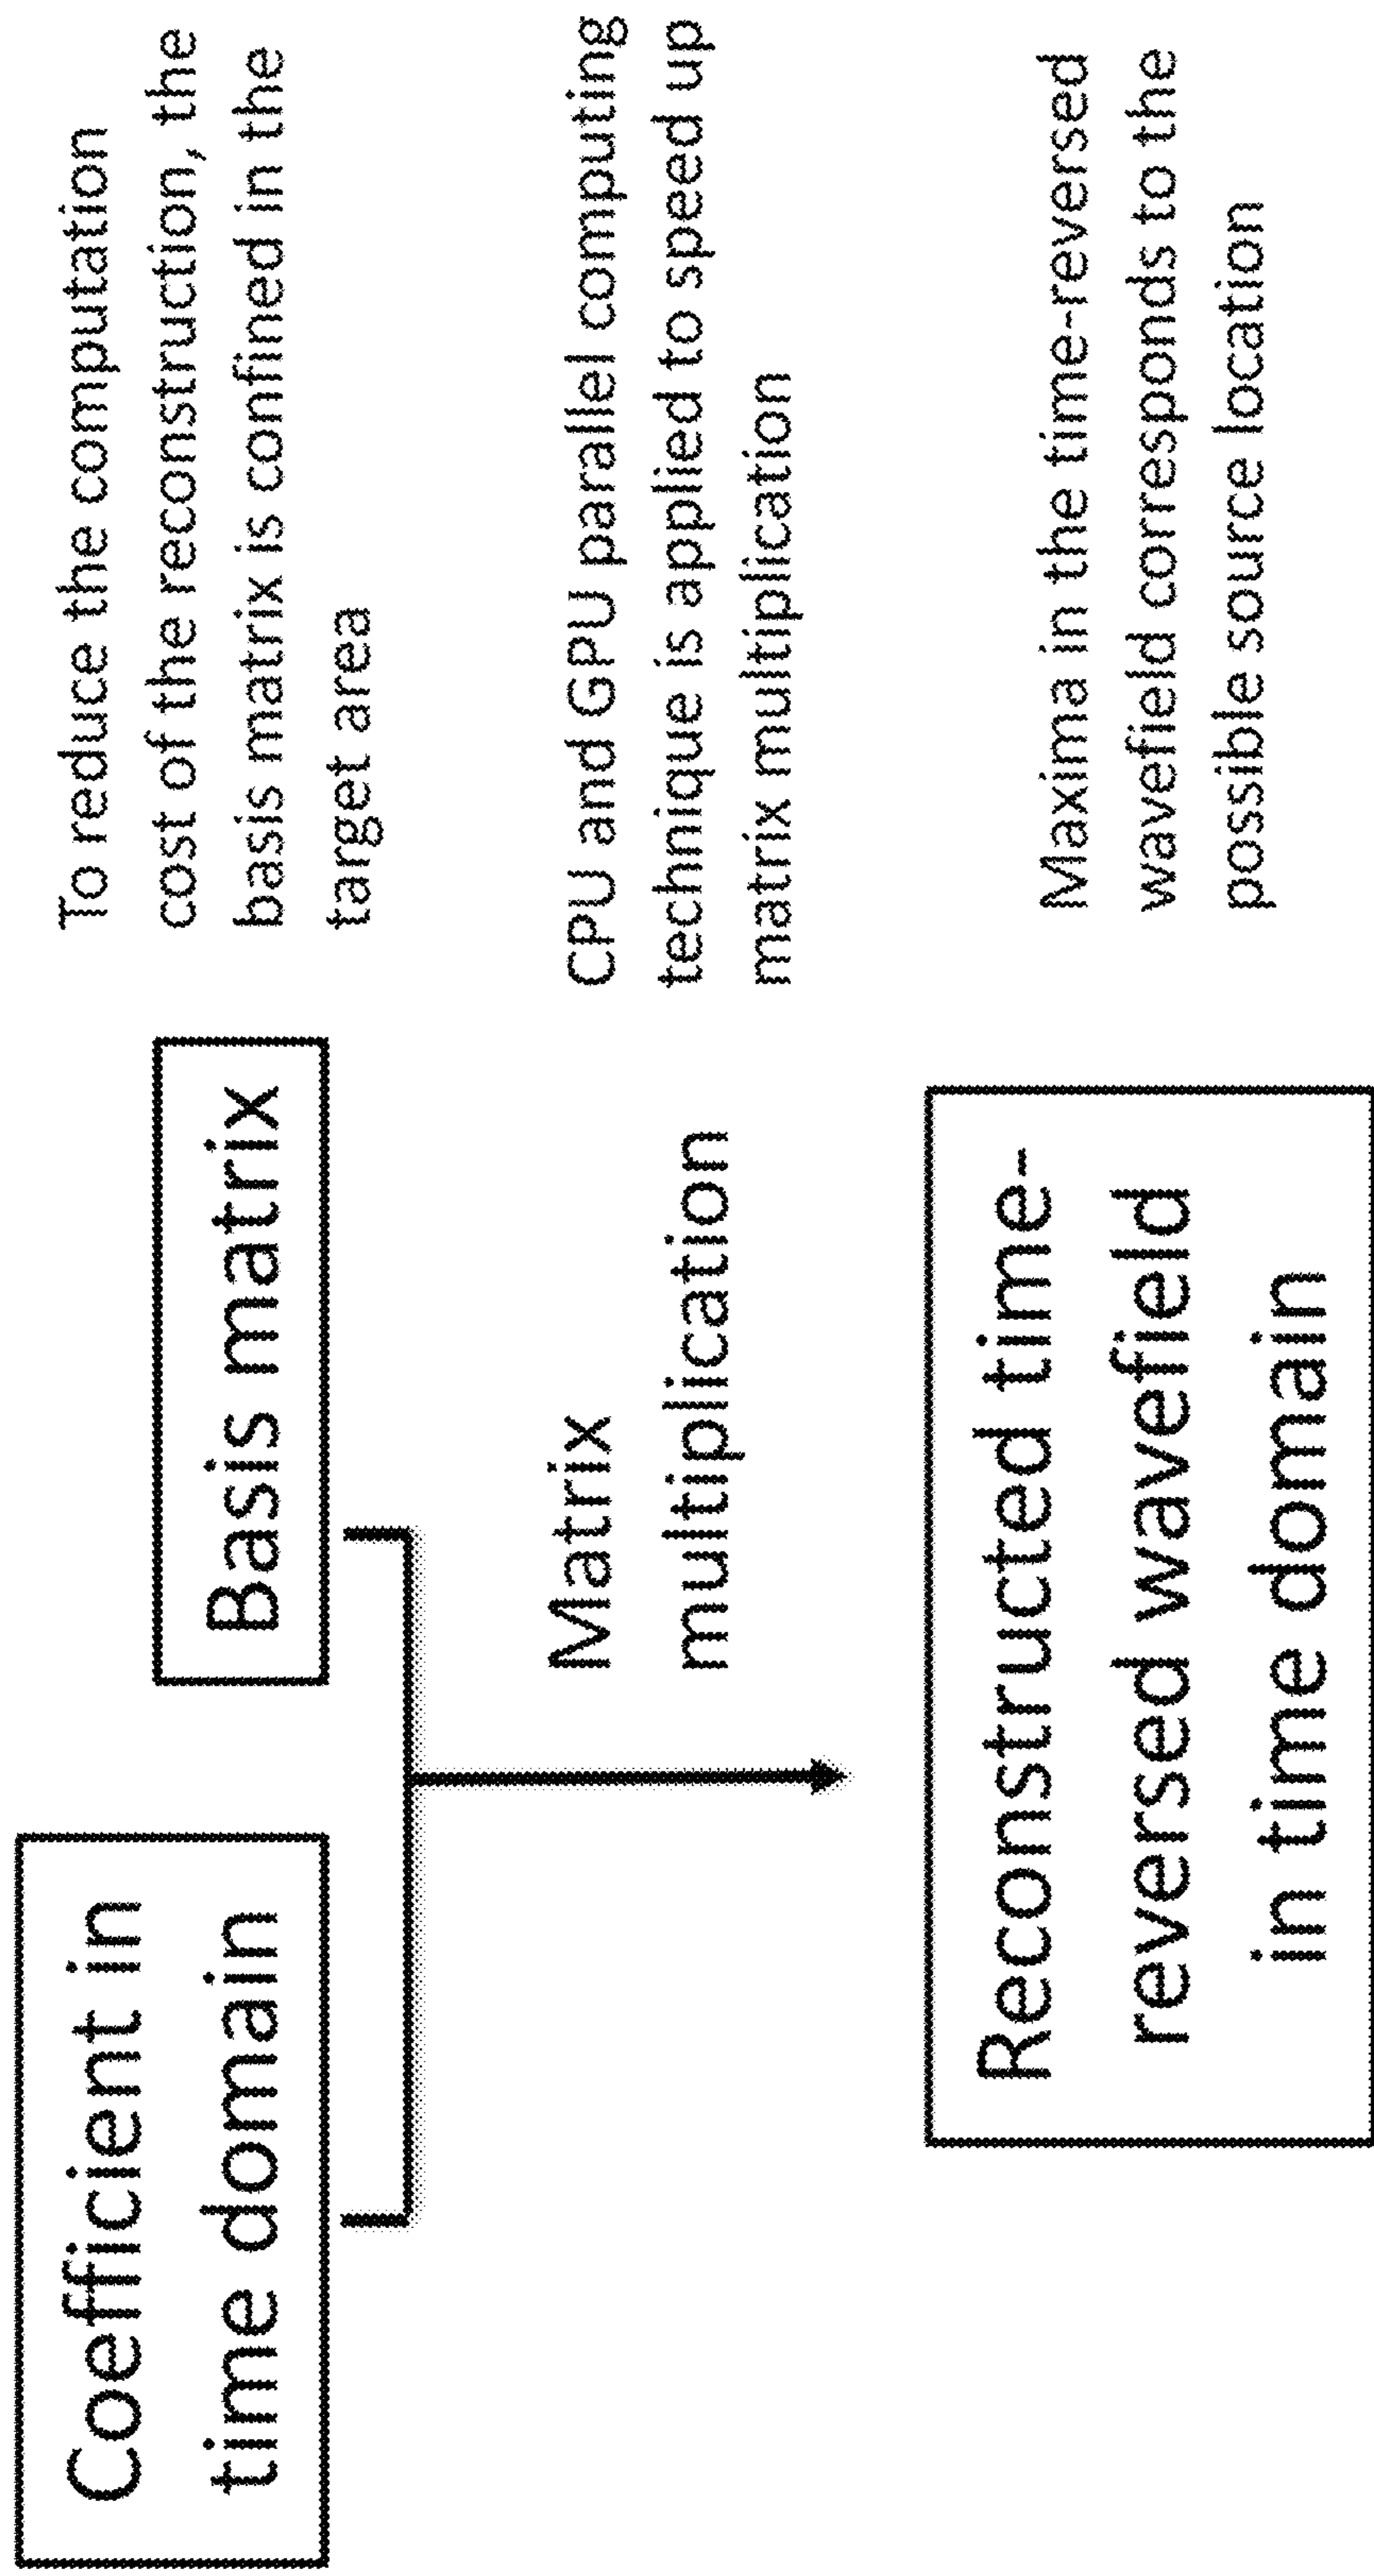 Coefficient in
time domain
Basis matrix
To reduce the computation
cost of the reconstruction, the
basis matrix is confined in the
target area
Matrix
multiplication
CPU and GPU parallel computing
technique is applied to speed up
matrix multiplication
Reconstructed time-
reversed wavefield
in time domain
Maxima in the time-reversed
wavefield corresponds to the
possible source location